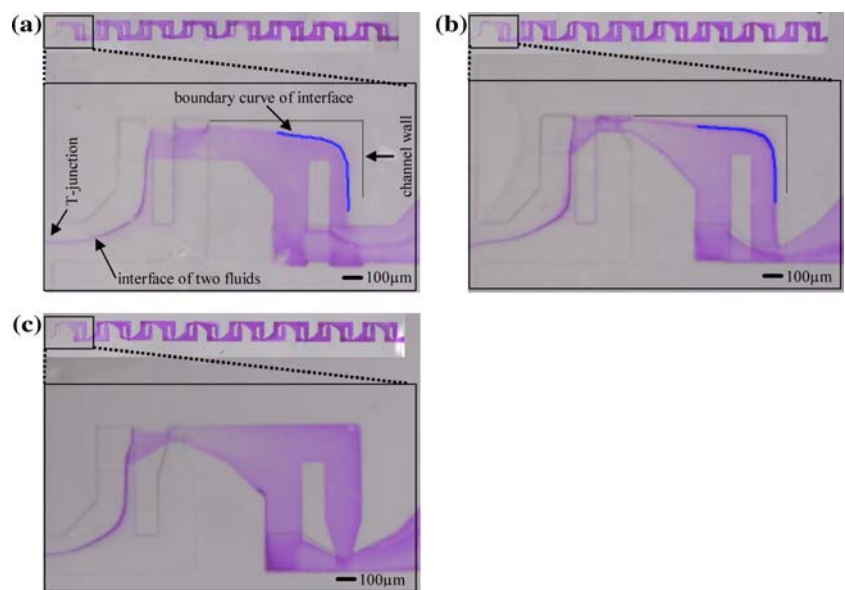 (a)
boundary curve of interface
channel wall
T-junction
interface of two fluids
100µm
(b)
100µm
(c)
100µm